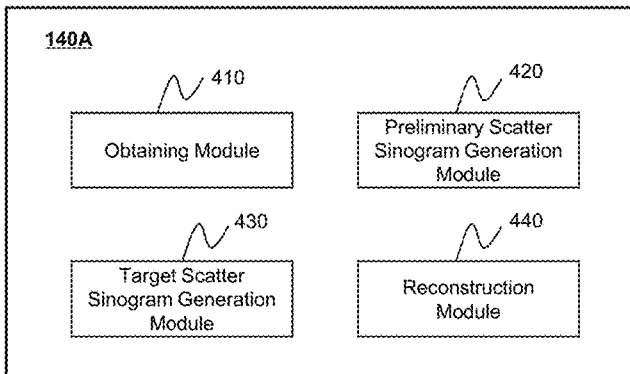 140A
410
Obtaining Module
420
Preliminary Scatter
Sinogram Generation
Module
430
Target Scatter
Sinogram Generation
Module
440
Reconstruction
Module